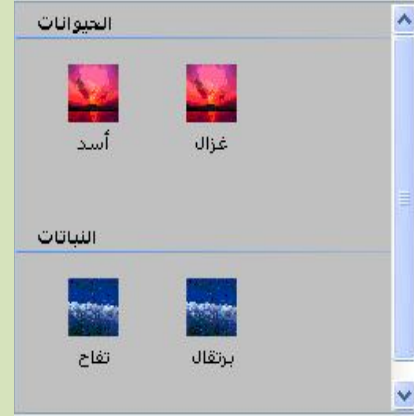 الحيوانات
أسد
غزال
النباتات
تفاح
برتقال